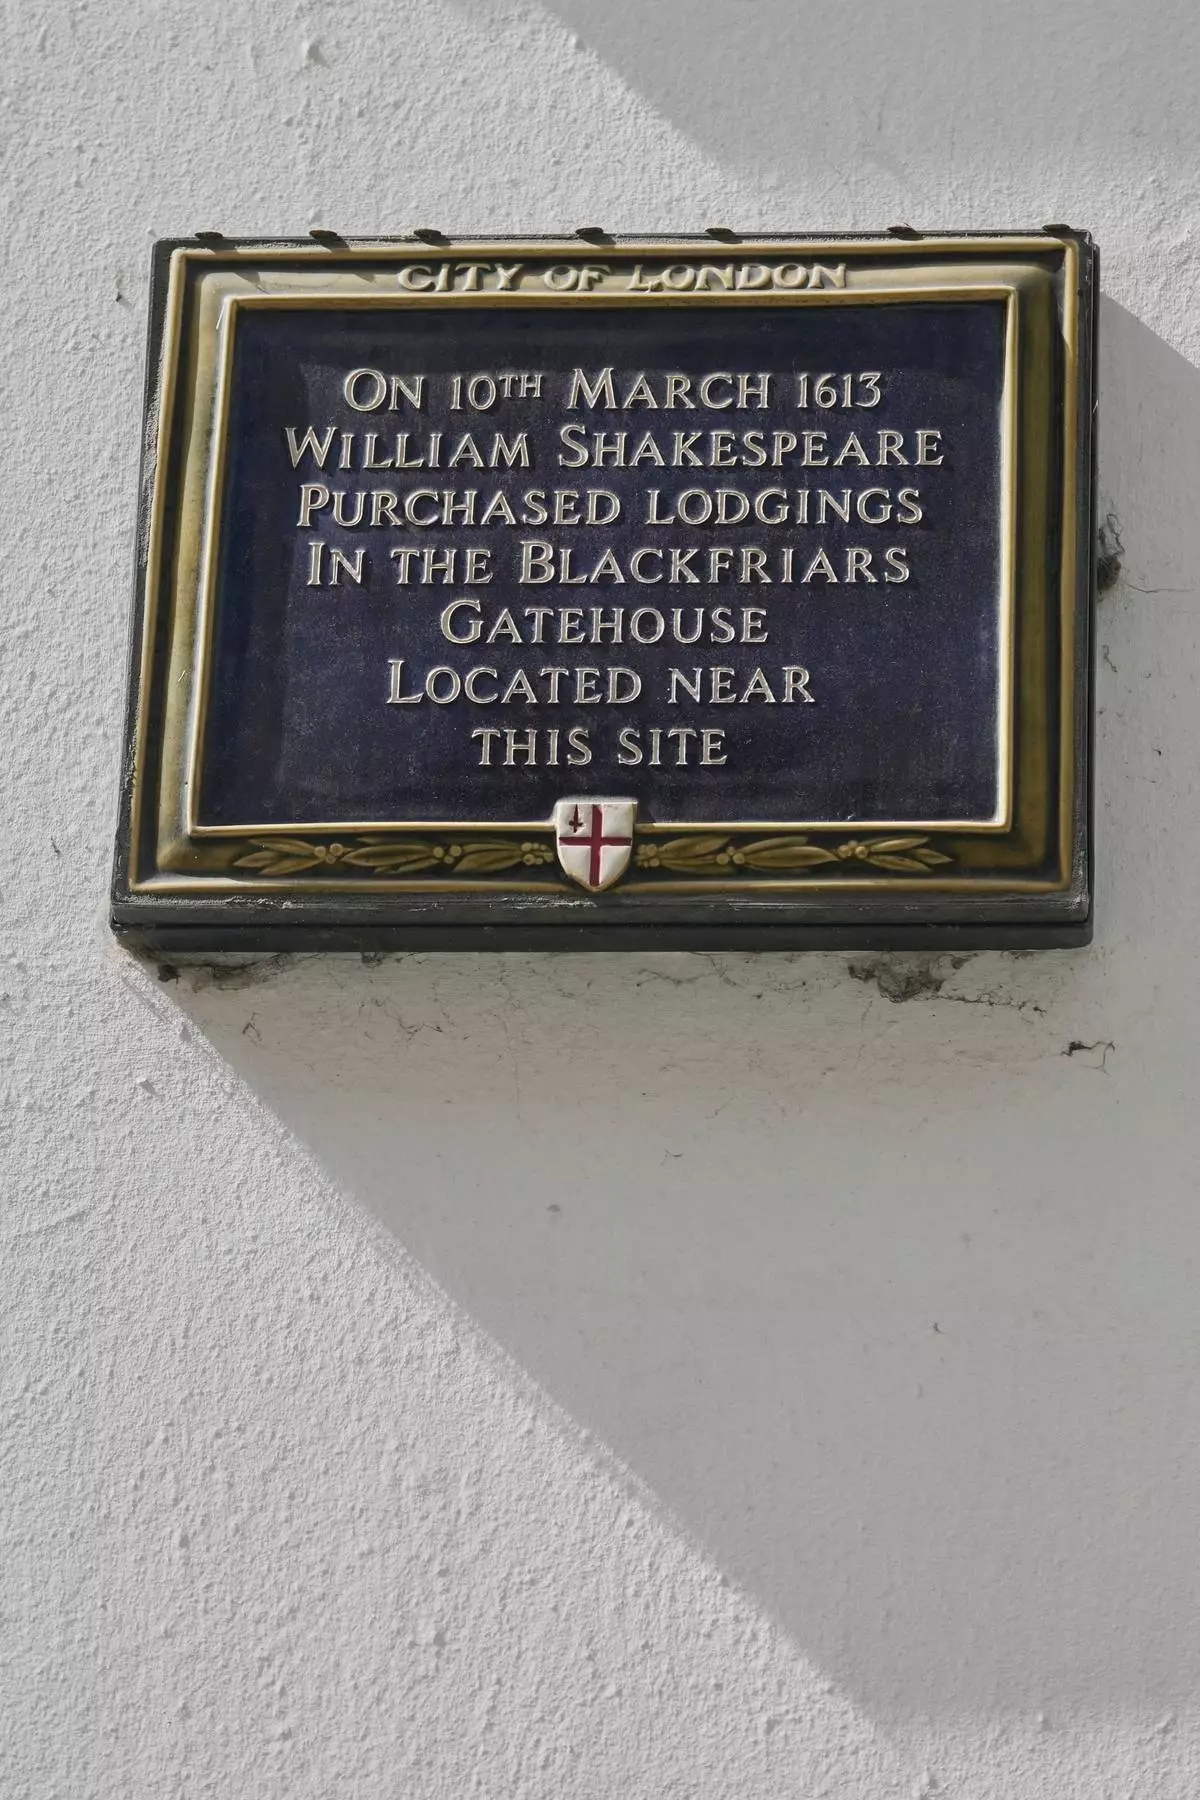 CITY OF LONDON
ON 10TH MARCH 1613
WILLIAM SHAKESPEARE
PURCHASED LODGINGS
IN THE BLACKFRIARS
GATEHOUSE
LOCATED NEAR
THIS SITE